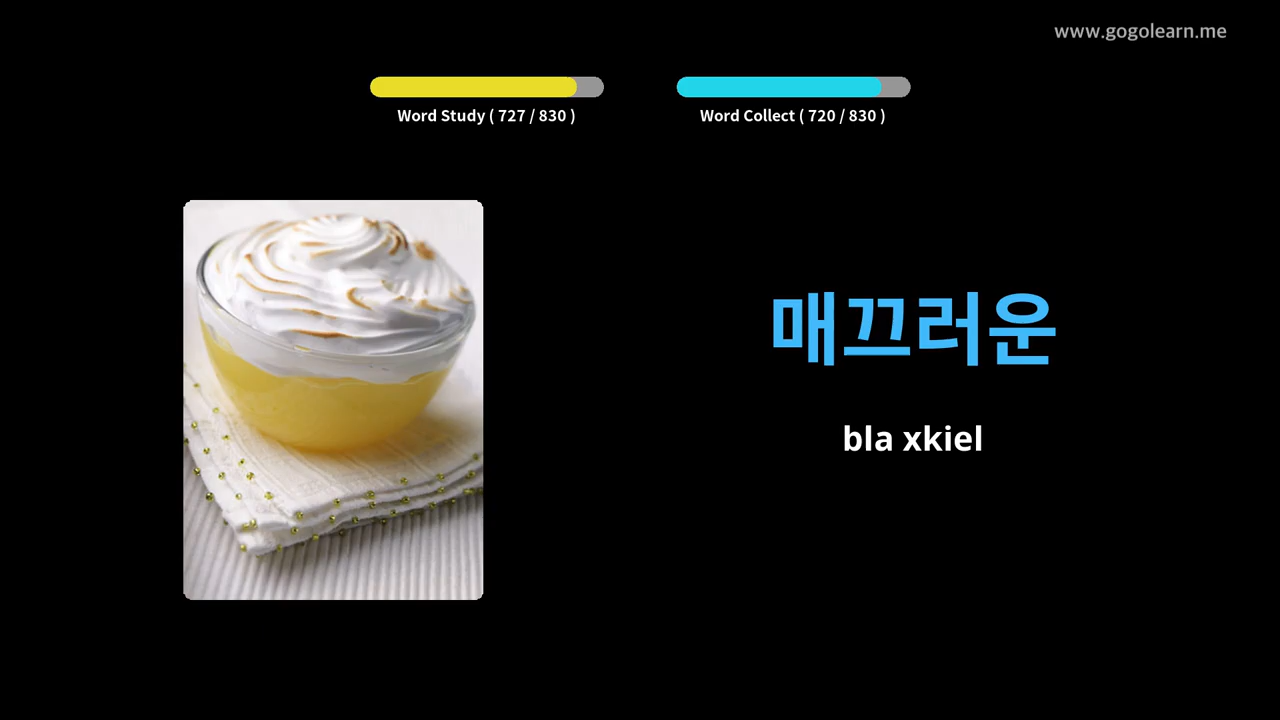 www.gogolearn.me
Word Study ( 727 / 830 )
Word Collect ( 720 / 830 )
매끄러운
bla xkiel